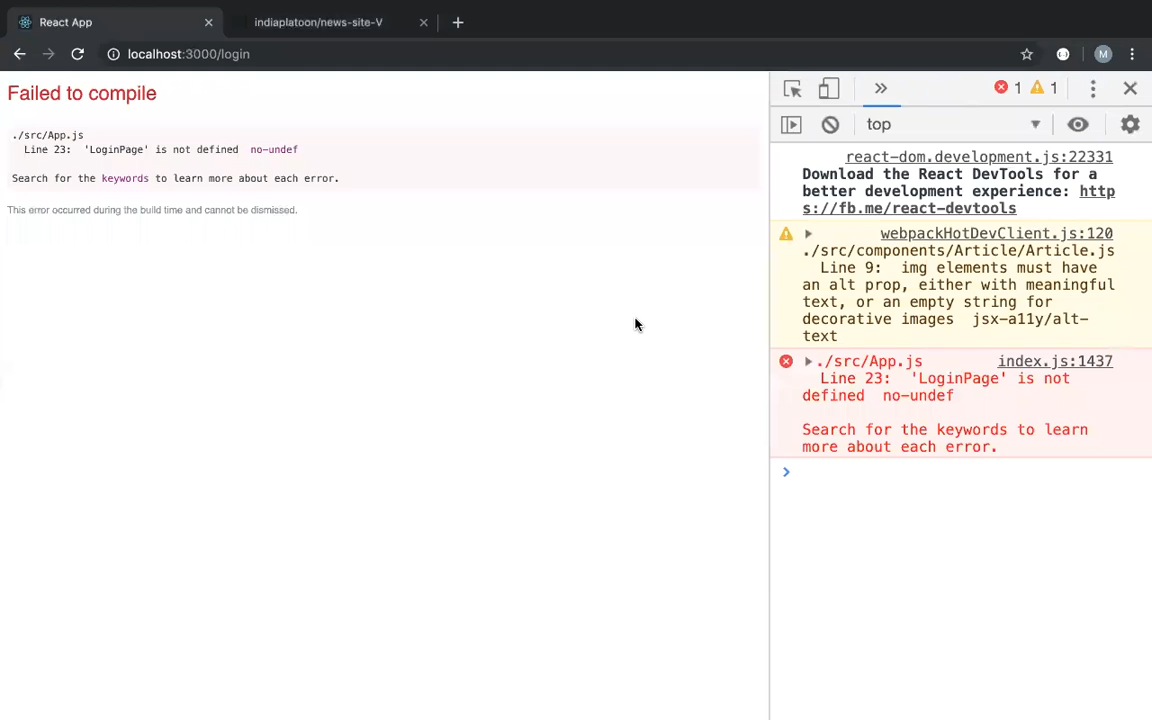 React App
indiaplatoon/news-site-V
localhost:3000/login
M
Failed to compile
./src/App.js
Line 23:  'LoginPage' is not defined  no-undef
Search for the keywords to learn more about each error.
This error occurred during the build time and cannot be dismissed.
1 1
top
react-dom.development.js:22331
Download the React DevTools for a
better development experience: http
s://fb.me/react-devtools
webpackHotDevClient.js:120
./src/components/Article/Article.js
Line 9:  img elements must have
an alt prop, either with meaningful
text, or an empty string for
decorative images  jsx-a11y/alt-
text
./src/App.js index.js:1437
Line 23:  'LoginPage' is not
defined  no-undef
Search for the keywords to learn
more about each error.